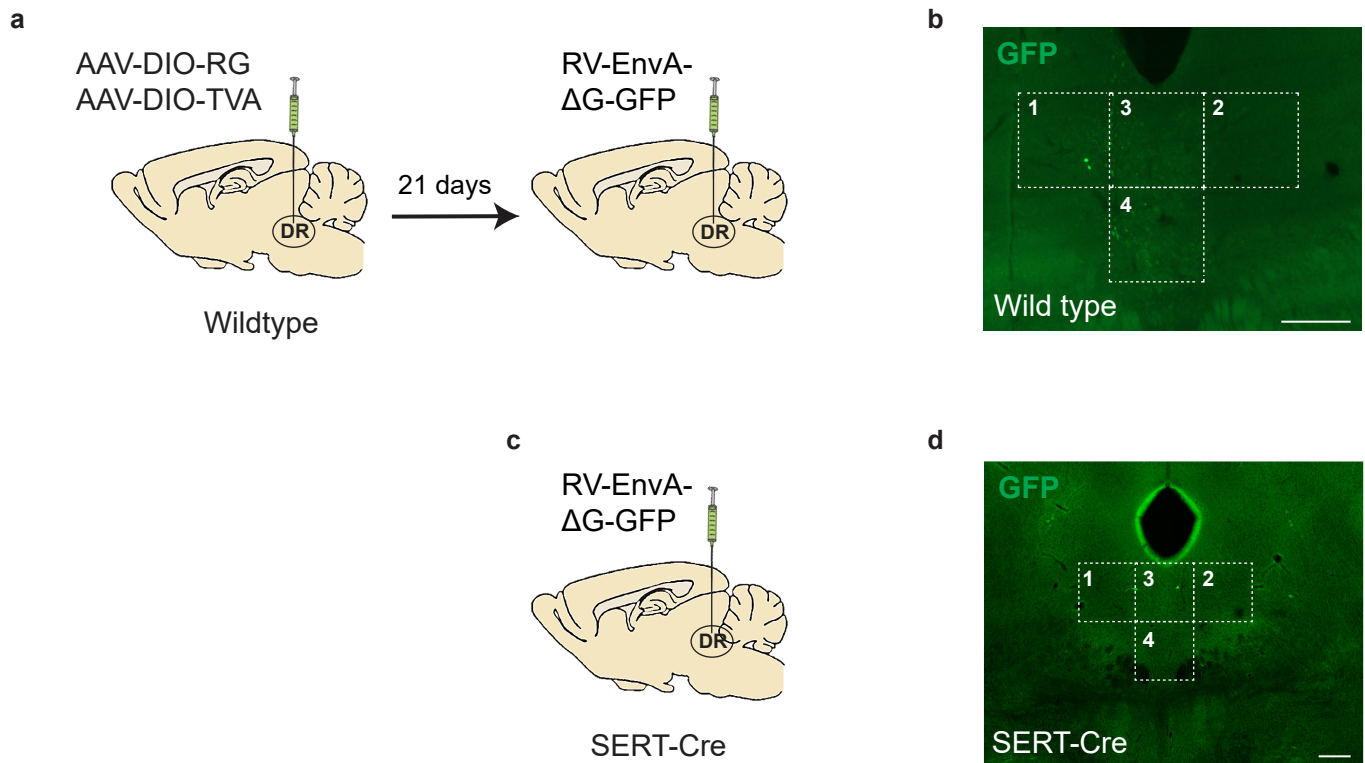 a
AAV-DIO-RG
AAV-DIO-TVA
DR
Wildtype
21 days
RV-EnvA-
ΔG-GFP
DR
b
GFP
1
3
2
4
Wild type
c
RV-EnvA-
ΔG-GFP
DR
SERT-Cre
d
GFP
1
3
2
4
SERT-Cre